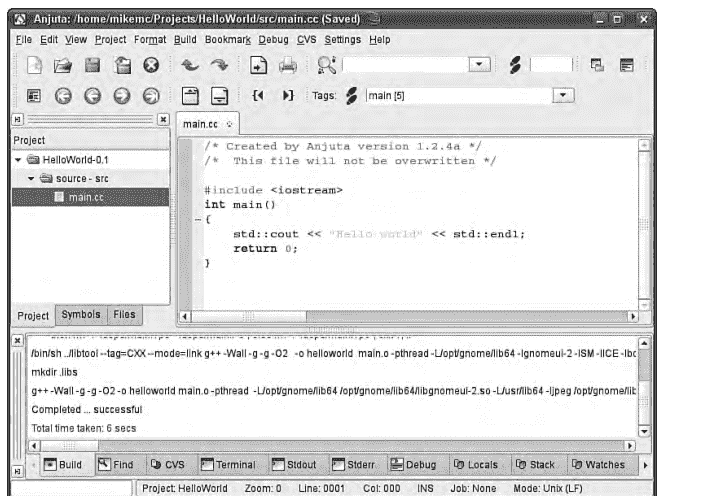 Anjuta: /home/mikemc/Projects/HelloWorld/src/main.cc (Saved)
File Edit View Project Format Build Bookmark Debug CVS Settings Help
Tags: main [5]
main.cc
Project
HelloWorld-0.1
source - src
main.cc
/* Created by Anjuta version 1.2.4a */
/* This file will not be overwritten */
#include <iostream>
int main()
{
std::cout << "Hello world" << std::endl;
return 0;
}
Project Symbols Files
/bin/sh ../libtool --tag=CXX --mode=link g++ -Wall -g -g -O2 -o helloworld main.o -pthread -L/opt/gnome/lib64 -lgnomeui-2 -lSM -lICE
mkdir .libs
g++ -Wall -g -g -O2 -o helloworld main.o -pthread -L/opt/gnome/lib64 /opt/gnome/lib64/libgnomeui-2.so -L/usr/lib64 -ljpeg /opt/gnome/lib
Completed ... successful
Total time taken: 6 secs
Build Find CVS Terminal Stdout Stderr Debug Locals Stack Watches
Project: HelloWorld Zoom: 0 Line: 0001 Col: 000 INS Job: None Mode: Unix (LF)